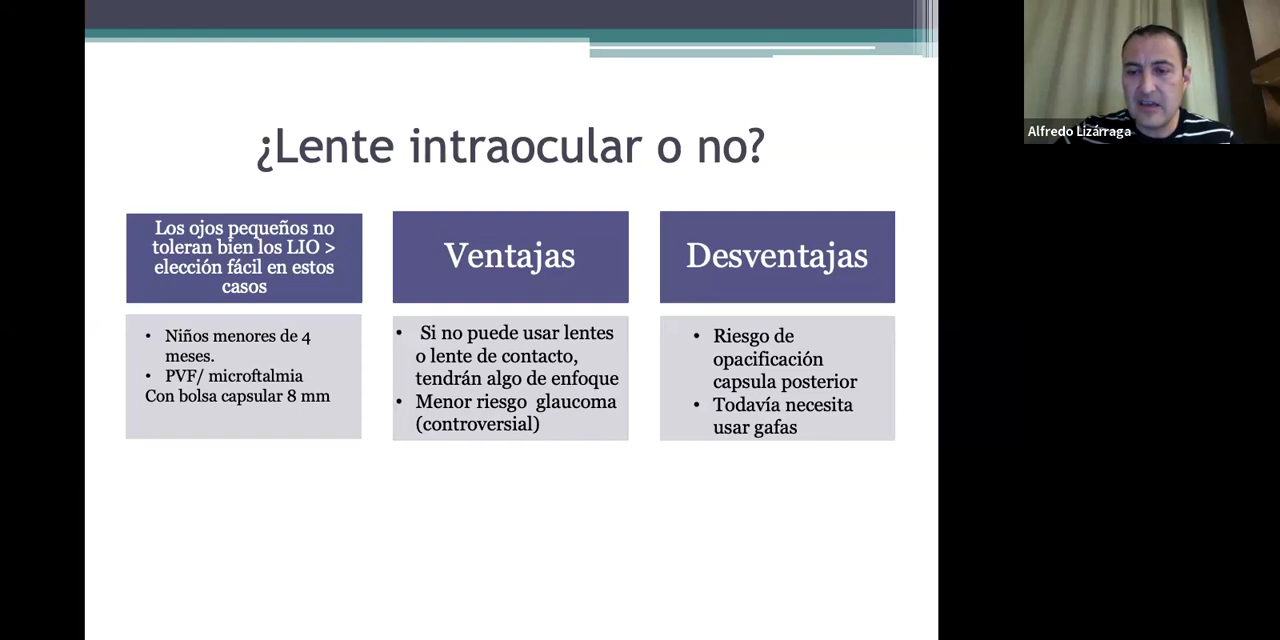 ¿Lente intraocular o no?
Los ojos pequeños no
toleran bien los LIO >
elección fácil en estos
casos
• Niños menores de 4
meses.
• PVF/ microftalmia
Con bolsa capsular 8 mm
Ventajas
• Si no puede usar lentes
o lente de contacto,
tendrán algo de enfoque
• Menor riesgo glaucoma
(controversial)
Desventajas
• Riesgo de
opacificación
capsula posterior
• Todavía necesita
usar gafas
Alfredo Lizárraga